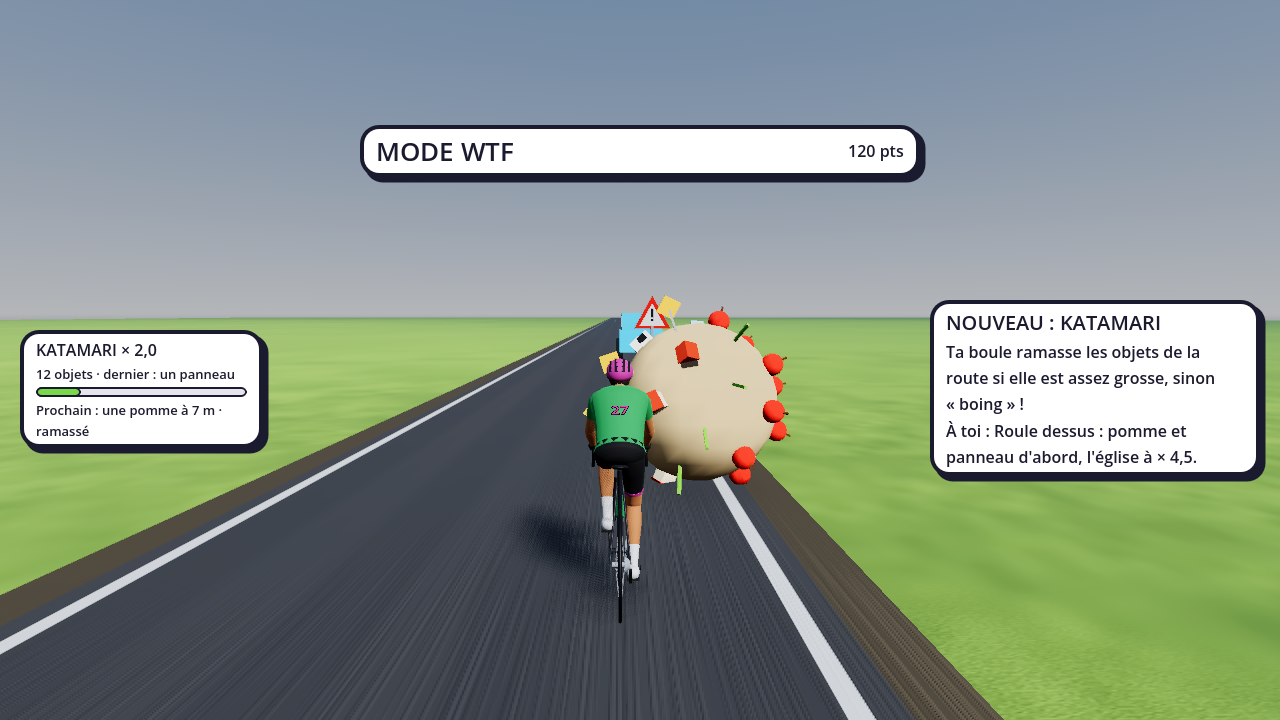 MODE WTF
120 pts
KATAMARI × 2,0
12 objets · dernier : un panneau
Prochain : une pomme à 7 m ·
ramassé
NOUVEAU : KATAMARI
Ta boule ramasse les objets de la
route si elle est assez grosse, sinon
« boing » !
À toi : Roule dessus : pomme et
panneau d'abord, l'église à × 4,5.
!
27